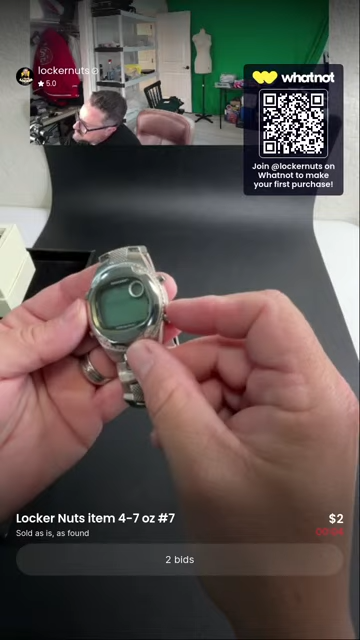 lockernuts
5.0
whatnot
Join @lockernuts on
Whatnot to make
your first purchase!
Locker Nuts item 4-7 oz #7
$2
Sold as is, as found
2 bids